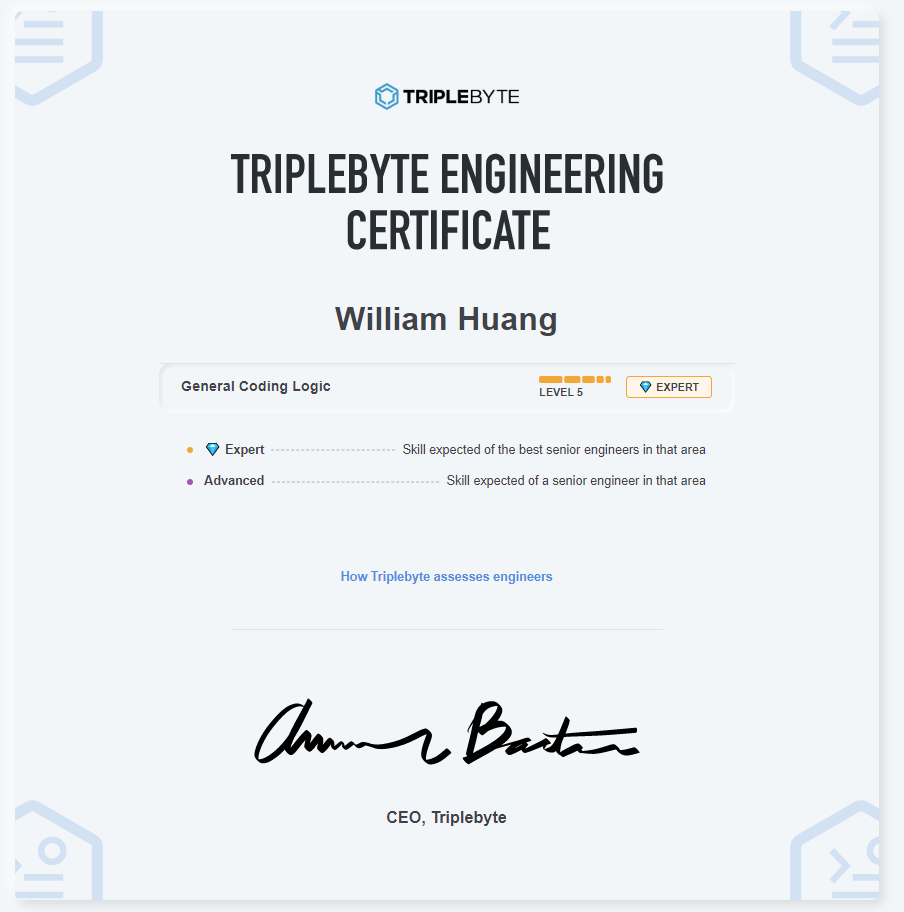 TRIPLEBYTE
TRIPLEBYTE ENGINEERING
CERTIFICATE
William Huang
General Coding Logic
LEVEL 5
EXPERT
Expert Skill expected of the best senior engineers in that area
Advanced Skill expected of a senior engineer in that area
How Triplebyte assesses engineers
CEO, Triplebyte